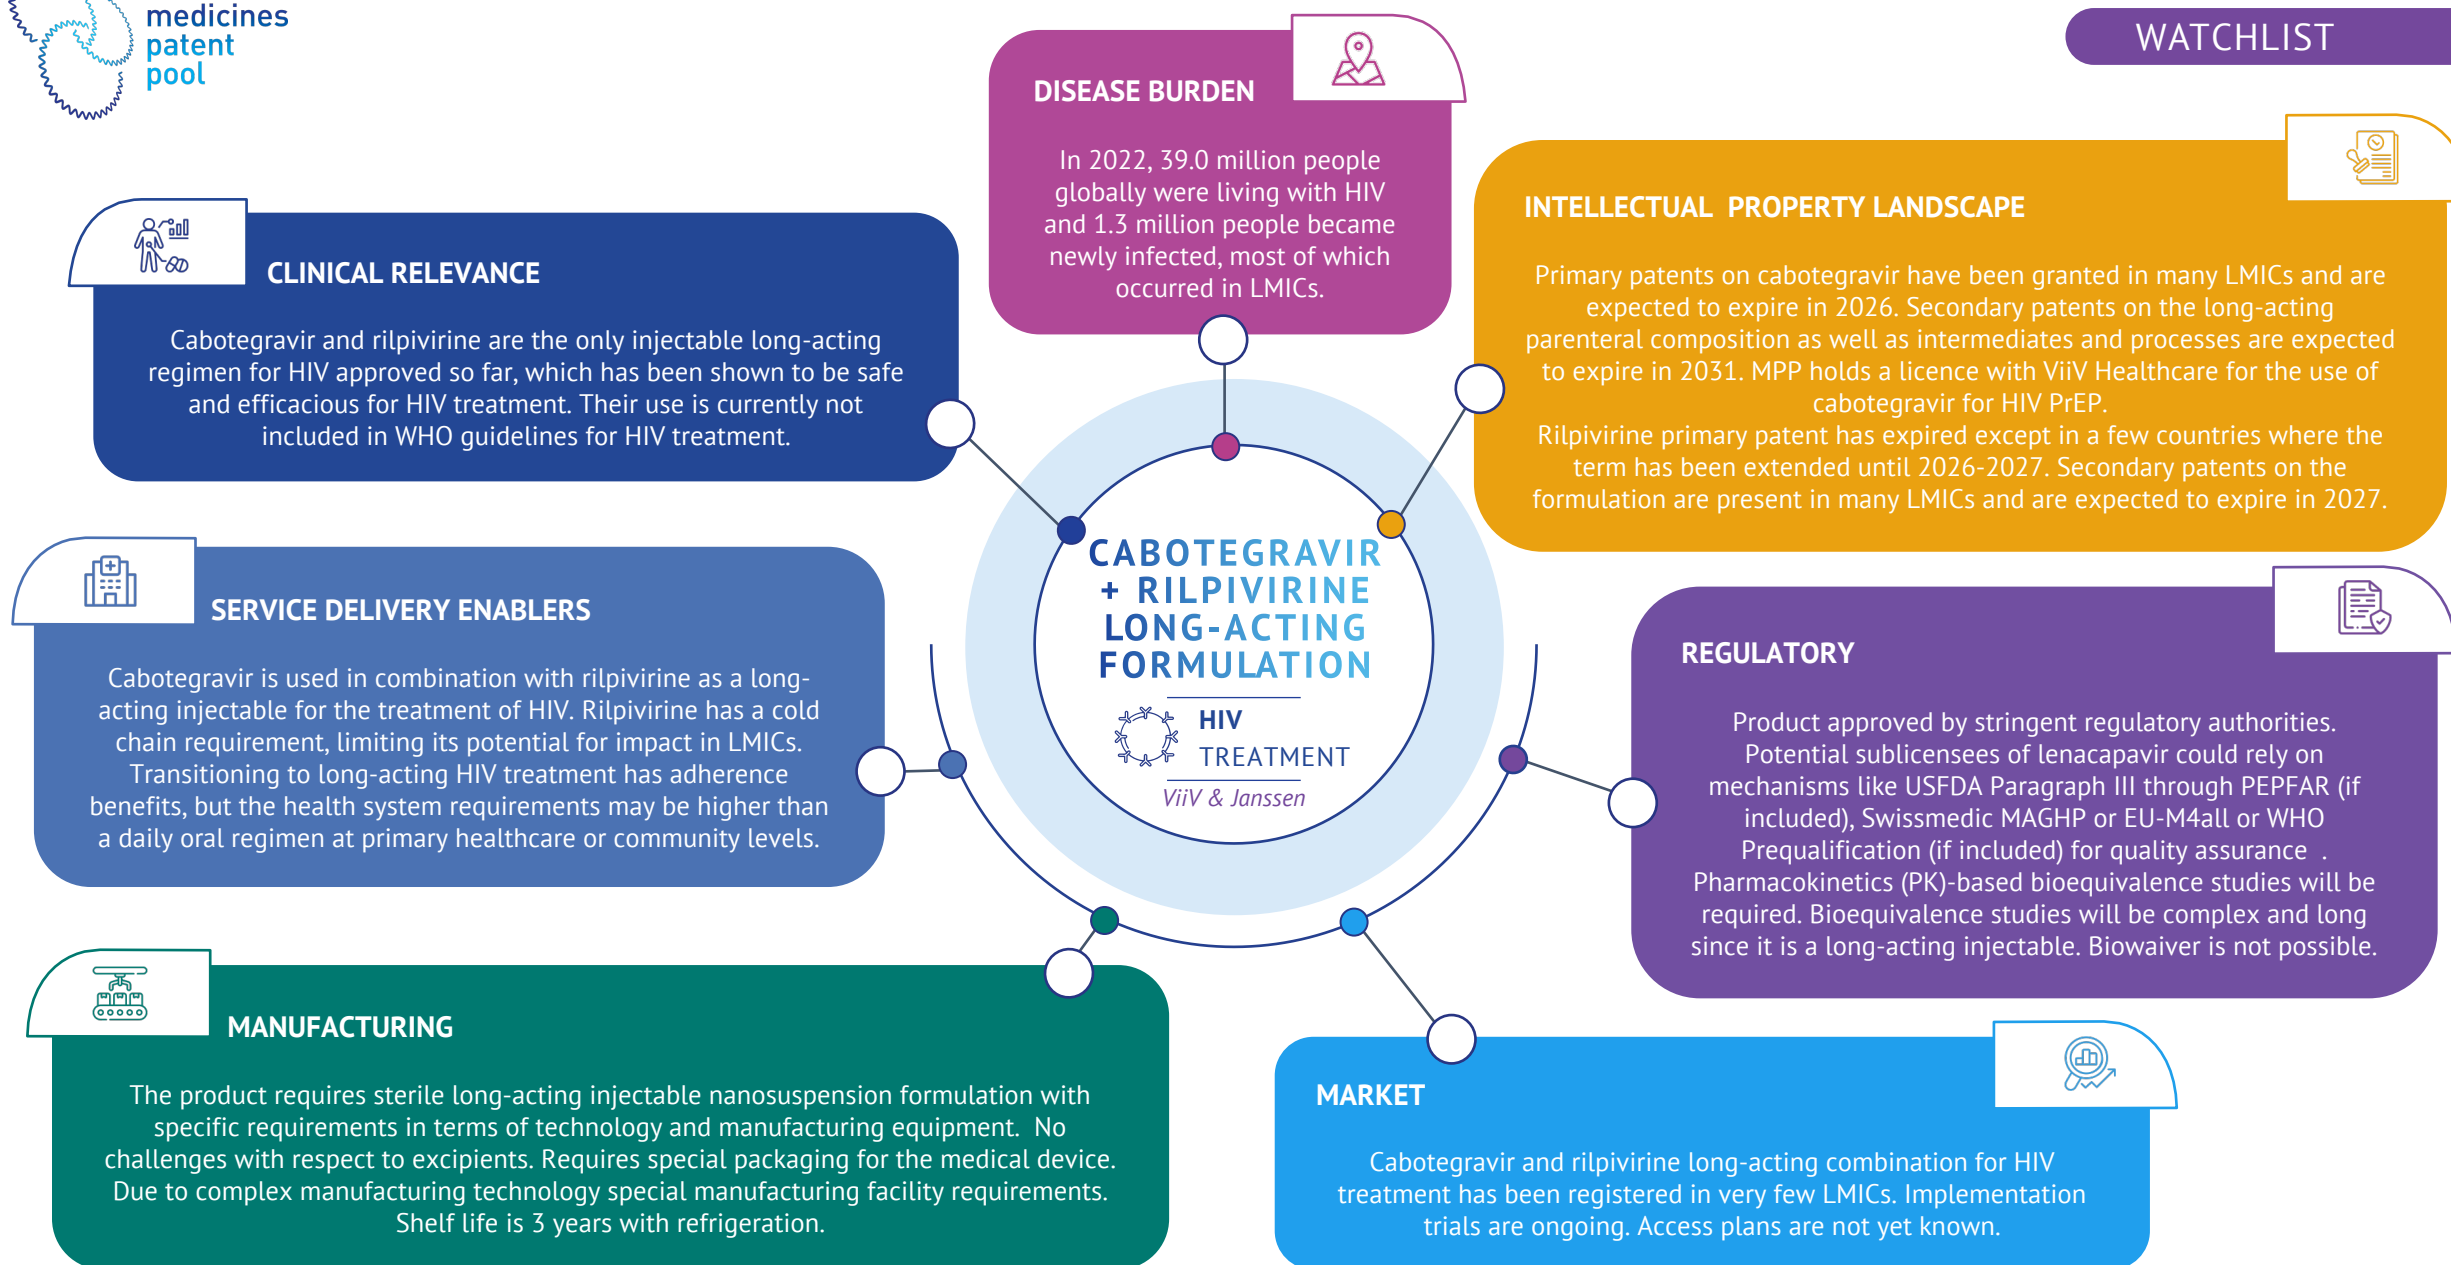 medicines
patent
pool
WATCHLIST
DISEASE BURDEN
In 2022, 39.0 million people
globally were living with HIV
and 1.3 million people became
newly infected, most of which
occurred in LMICs.
INTELLECTUAL  PROPERTY LANDSCAPE
Primary patents on cabotegravir have been granted in many LMICs and are
expected to expire in 2026. Secondary patents on the long-acting
parenteral composition as well as intermediates and processes are expected
to expire in 2031. MPP holds a licence with ViiV Healthcare for the use of
cabotegravir for HIV PrEP.
Rilpivirine primary patent has expired except in a few countries where the
term has been extended until 2026-2027. Secondary patents on the
formulation are present in many LMICs and are expected to expire in 2027.
CLINICAL RELEVANCE
Cabotegravir and rilpivirine are the only injectable long-acting
regimen for HIV approved so far, which has been shown to be safe
and efficacious for HIV treatment. Their use is currently not
included in WHO guidelines for HIV treatment.
CABOTEGRAVIR
+ RILPIVIRINE
LONG-ACTING
FORMULATION
HIV
TREATMENT
ViiV & Janssen
SERVICE DELIVERY ENABLERS
Cabotegravir is used in combination with rilpivirine as a long-
acting injectable for the treatment of HIV. Rilpivirine has a cold
chain requirement, limiting its potential for impact in LMICs.
Transitioning to long-acting HIV treatment has adherence
benefits, but the health system requirements may be higher than
a daily oral regimen at primary healthcare or community levels.
REGULATORY
Product approved by stringent regulatory authorities.
Potential sublicensees of lenacapavir could rely on
mechanisms like USFDA Paragraph III through PEPFAR (if
included), Swissmedic MAGHP or EU-M4all or WHO
Prequalification (if included) for quality assurance  .
Pharmacokinetics (PK)-based bioequivalence studies will be
required. Bioequivalence studies will be complex and long
since it is a long-acting injectable. Biowaiver is not possible.
MANUFACTURING
The product requires sterile long-acting injectable nanosuspension formulation with
specific requirements in terms of technology and manufacturing equipment.  No
challenges with respect to excipients. Requires special packaging for the medical device.
Due to complex manufacturing technology special manufacturing facility requirements.
Shelf life is 3 years with refrigeration.
MARKET
Cabotegravir and rilpivirine long-acting combination for HIV
treatment has been registered in very few LMICs. Implementation
trials are ongoing. Access plans are not yet known.